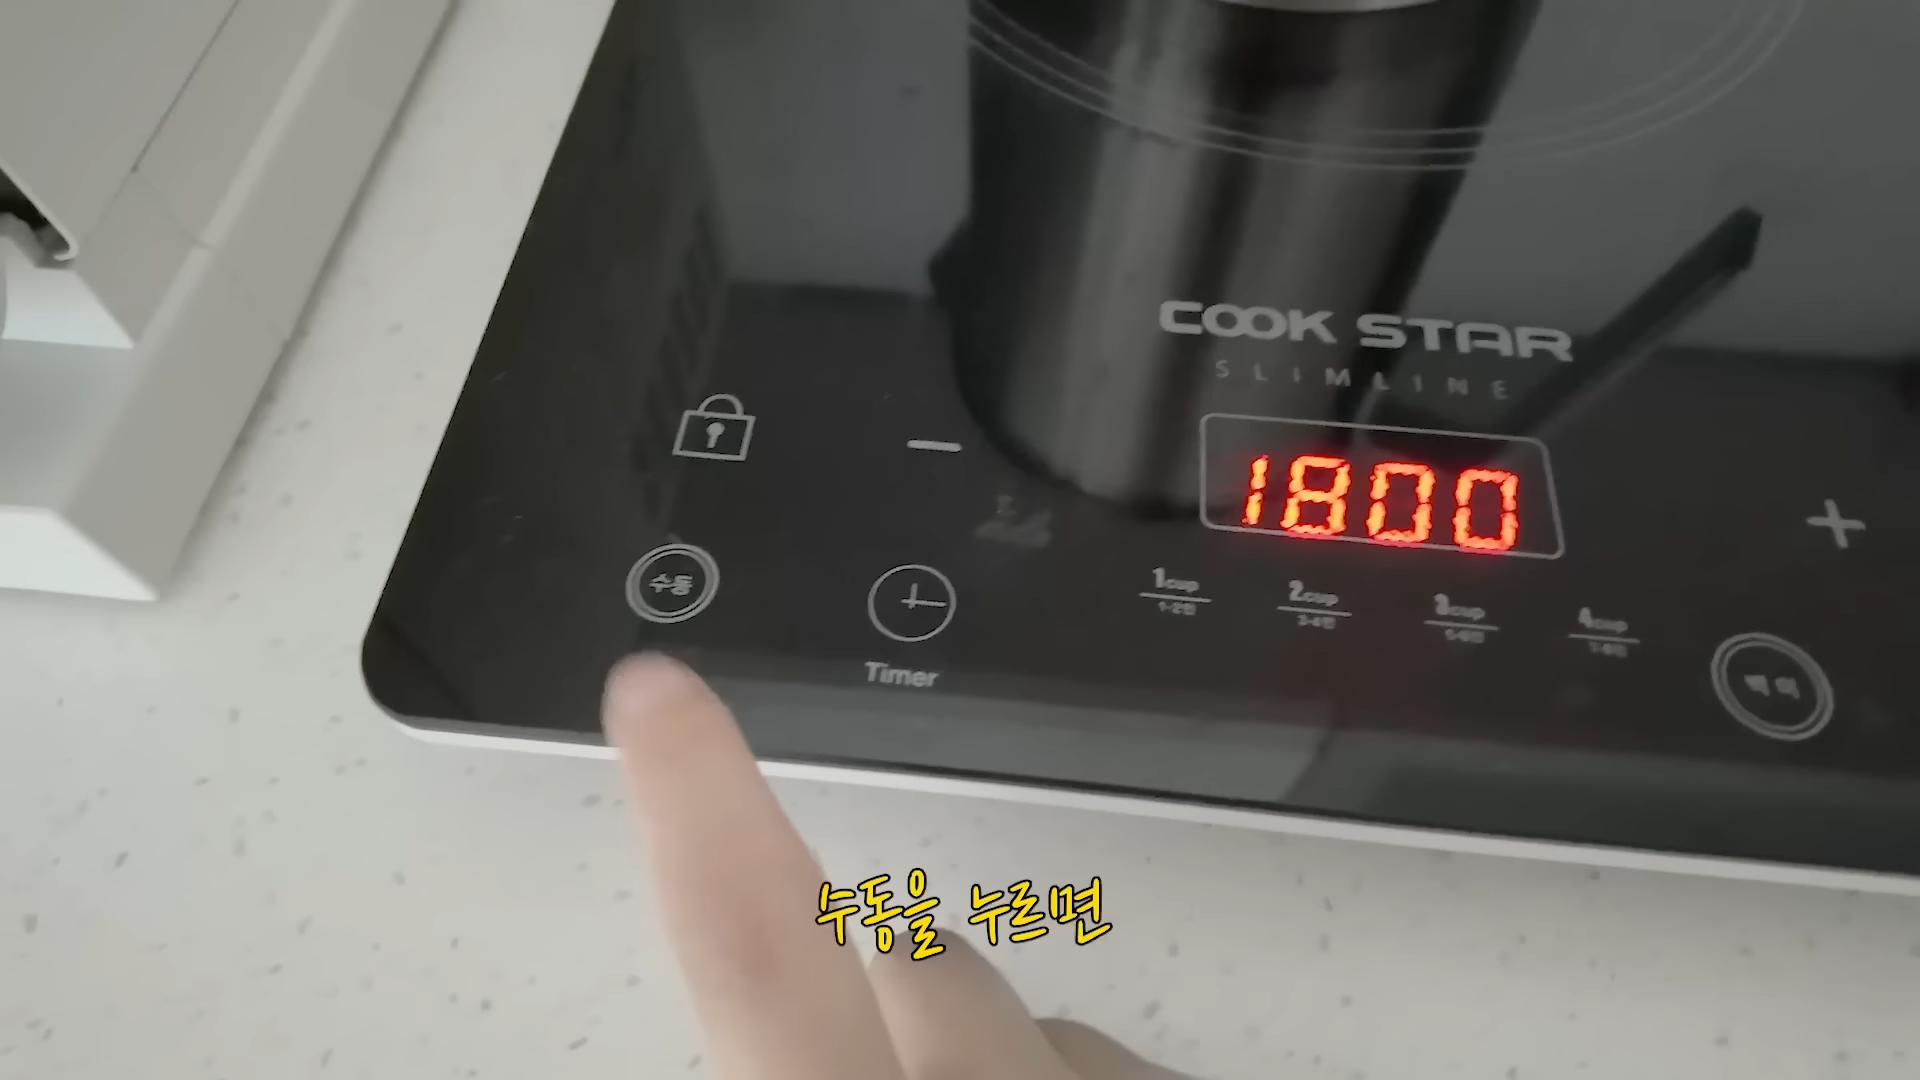 COOK STAR
SLIMLINE
1800
수동
Timer
1cup
2cup
3cup
4cup
수동을 누르면